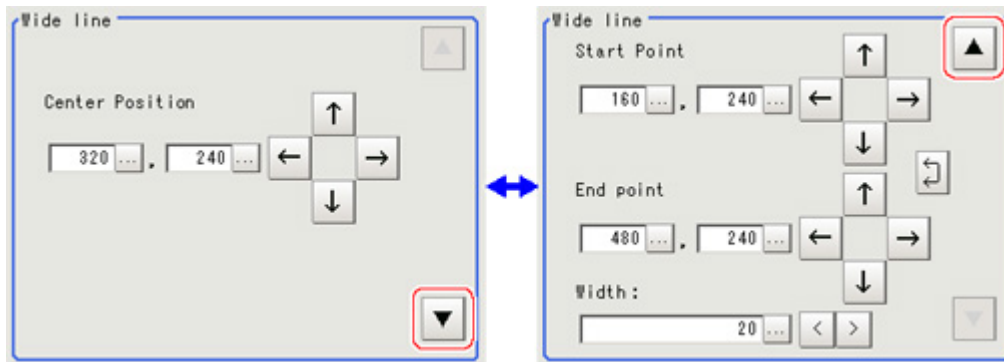 Wide line
Center Position
320 ... , 240 ...
Wide line
Start Point
160 ... , 240 ...
End point
480 ... , 240 ...
Width:
20 ... < >